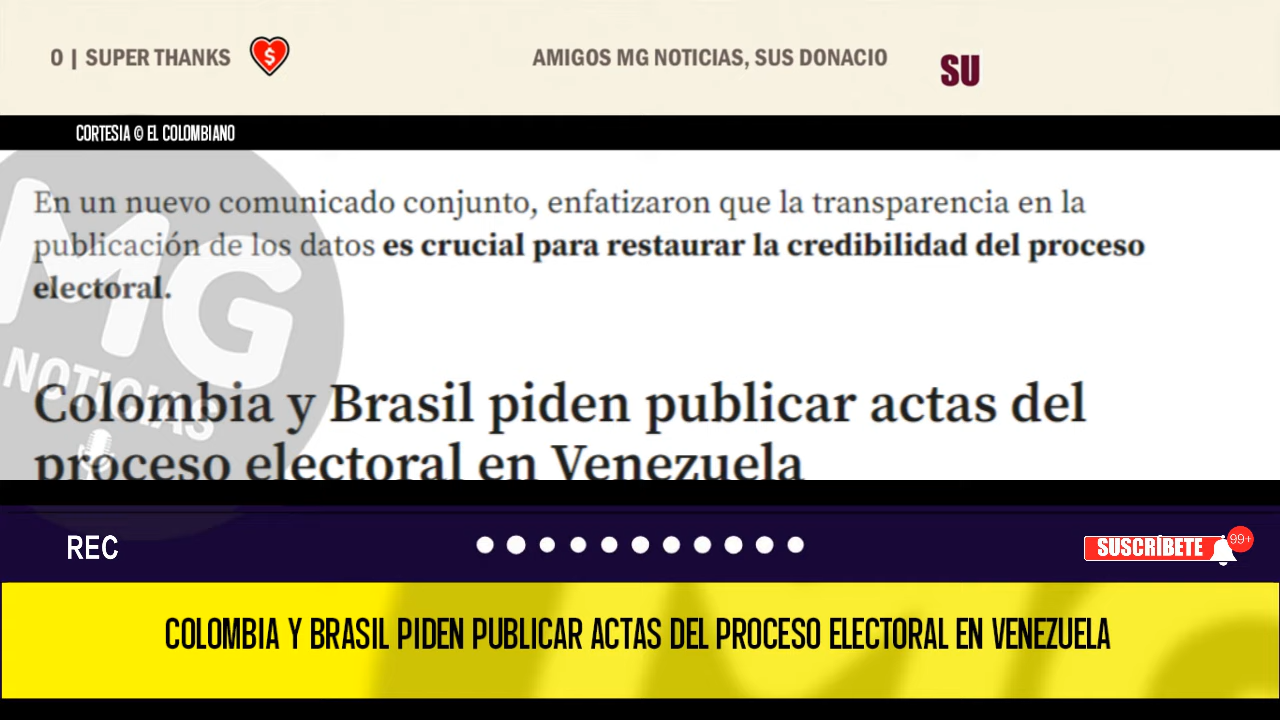 0 | SUPER THANKS
$
AMIGOS MG NOTICIAS, SUS DONACIO
SU
CORTESIA © EL COLOMBIANO
En un nuevo comunicado conjunto, enfatizaron que la transparencia en la
publicación de los datos es crucial para restaurar la credibilidad del proceso
electoral.
MG
NOTICIAS
Colombia y Brasil piden publicar actas del
proceso electoral en Venezuela
REC
SUSCRÍBETE
99+
COLOMBIA Y BRASIL PIDEN PUBLICAR ACTAS DEL PROCESO ELECTORAL EN VENEZUELA